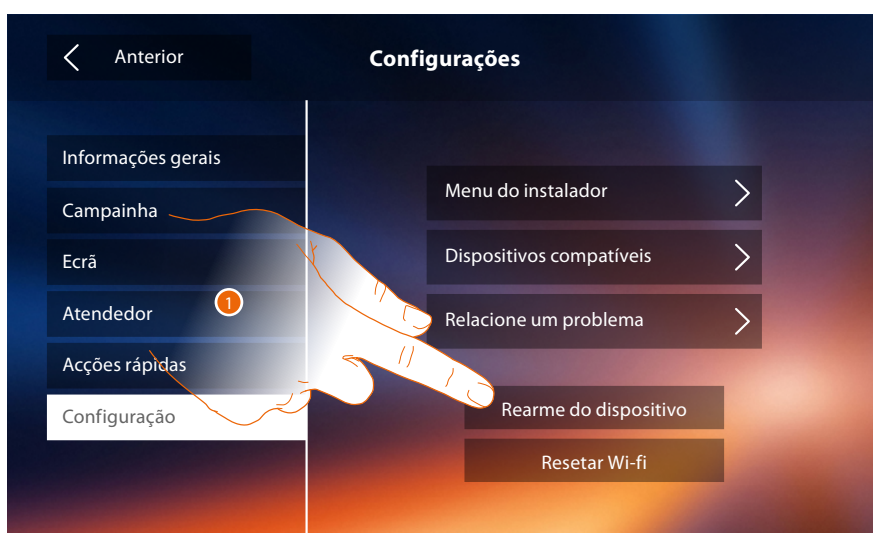 Anterior
Configurações
Informações gerais
Campainha
Ecrã
Atendedor
1
Acções rápidas
Configuração
Menu do instalador
Dispositivos compatíveis
Relacione um problema
Rearme do dispositivo
Resetar Wi-fi